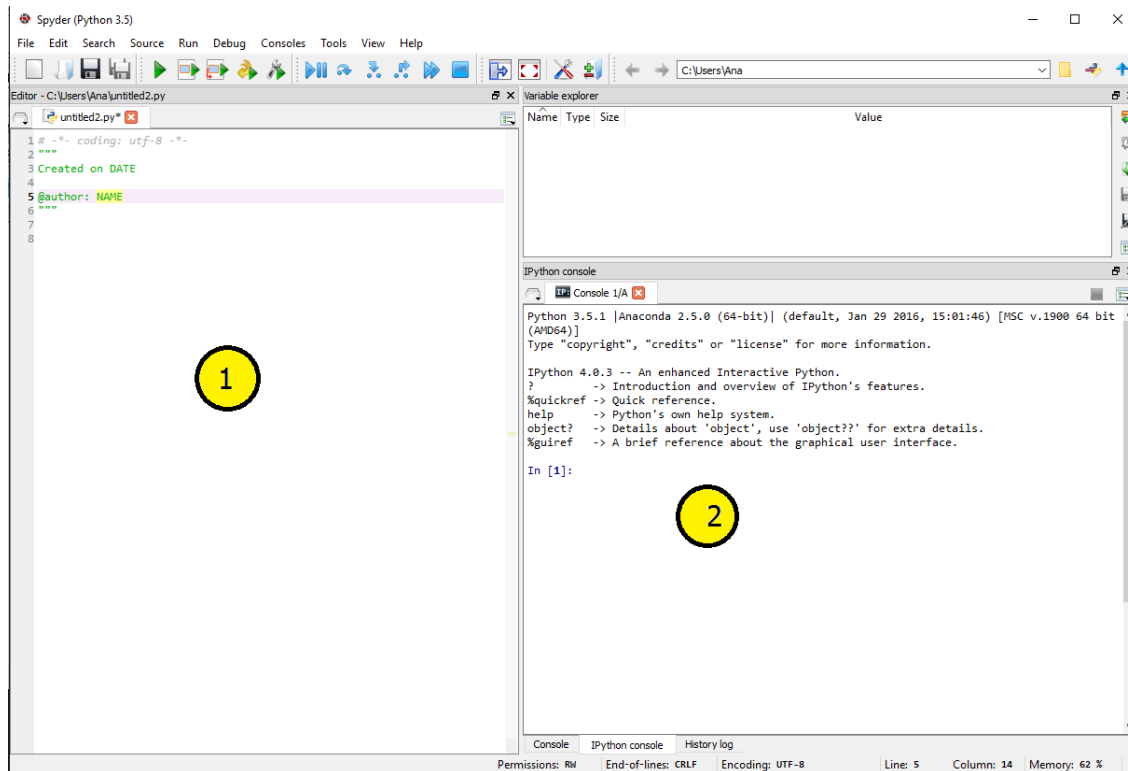 Spyder (Python 3.5)
File Edit Search Source Run Debug Consoles Tools View Help
C:\Users\Ana
Editor - C:\Users\Ana\untitled2.py
untitled2.py*
1 # -*- coding: utf-8 -*-
2 """
3 Created on DATE
4
5 @author: NAME
6 """
7
8
1
Variable explorer
Name Type Size Value
IPython console
IP: Console 1/A
Python 3.5.1 |Anaconda 2.5.0 (64-bit)| (default, Jan 29 2016, 15:01:46) [MSC v.1900 64 bit
(AMD64)]
Type "copyright", "credits" or "license" for more information.
IPython 4.0.3 -- An enhanced Interactive Python.
? -> Introduction and overview of IPython's features.
%quickref -> Quick reference.
help -> Python's own help system.
object? -> Details about 'object', use 'object??' for extra details.
%guiref -> A brief reference about the graphical user interface.
In [1]:
2
Console IPython console History log
Permissions: RW End-of-lines: CRLF Encoding: UTF-8 Line: 5 Column: 14 Memory: 62 %